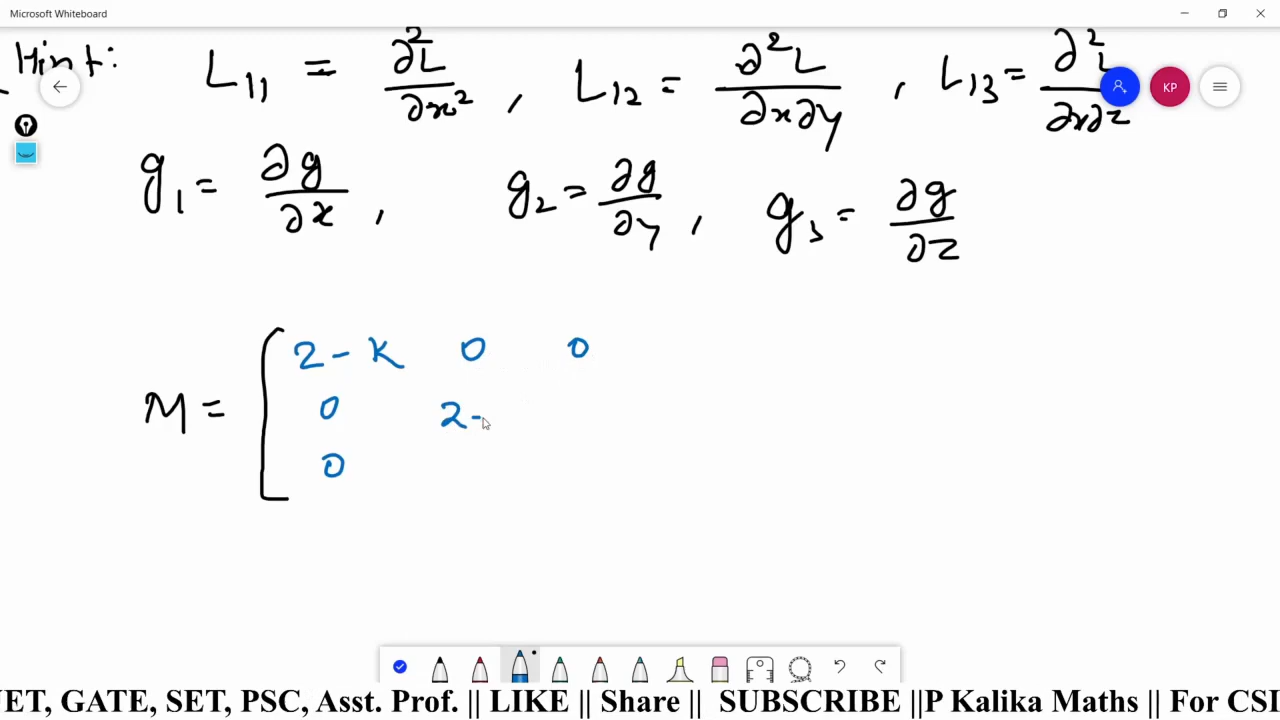 Microsoft Whiteboard
Hint: L₁₁ = ∂²L/∂x², L₁₂ = ∂²L/∂x∂y, L₁₃ = ∂²L/∂x∂z
KP
g₁ = ∂g/∂x, g₂ = ∂g/∂y, g₃ = ∂g/∂z
M = [ 2-K 0 0
0 2-
0
JET, GATE, SET, PSC, Asst. Prof. || LIKE || Share || SUBSCRIBE ||P Kalika Maths || For CSI